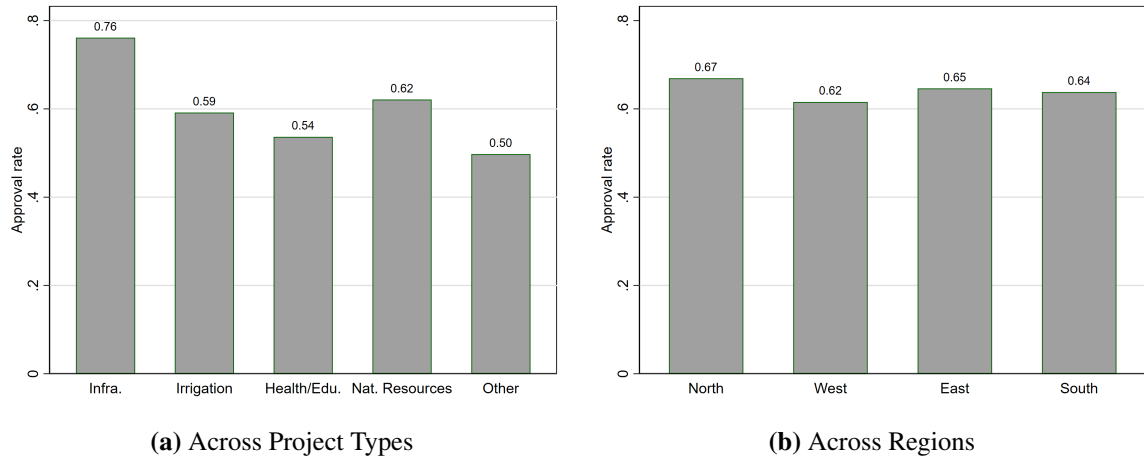 .8
.6
.4
.2
0
Approval rate
0.76
0.59
0.54
0.62
0.50
Infra.
Irrigation
Health/Edu.
Nat. Resources
Other
(a) Across Project Types
.8
.6
.4
.2
0
Approval rate
0.67
0.62
0.65
0.64
North
West
East
South
(b) Across Regions